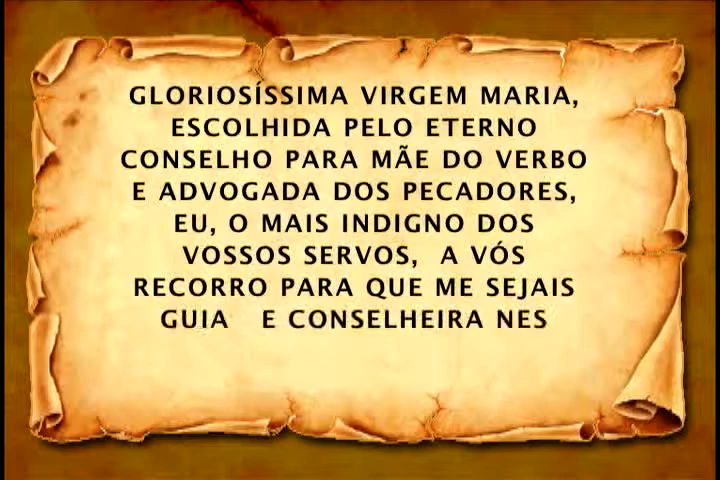 GLORIOSÍSSIMA VIRGEM MARIA,
ESCOLHIDA PELO ETERNO
CONSELHO PARA MÃE DO VERBO
E ADVOGADA DOS PECADORES,
EU, O MAIS INDIGNO DOS
VOSSOS SERVOS, A VÓS
RECORRO PARA QUE ME SEJAIS
GUIA E CONSELHEIRA NES